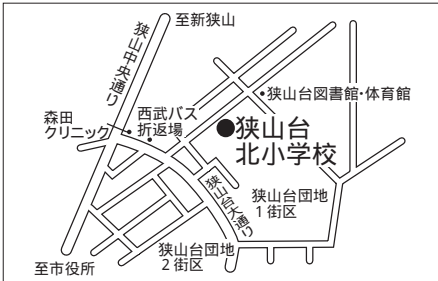 至新狭山
狭山中央通り
狭山台図書館・体育館
森田
クリニック
西武バス
折返場
狭山台
北小学校
狭山台大通り
狭山台団地
1街区
狭山台団地
2街区
至市役所